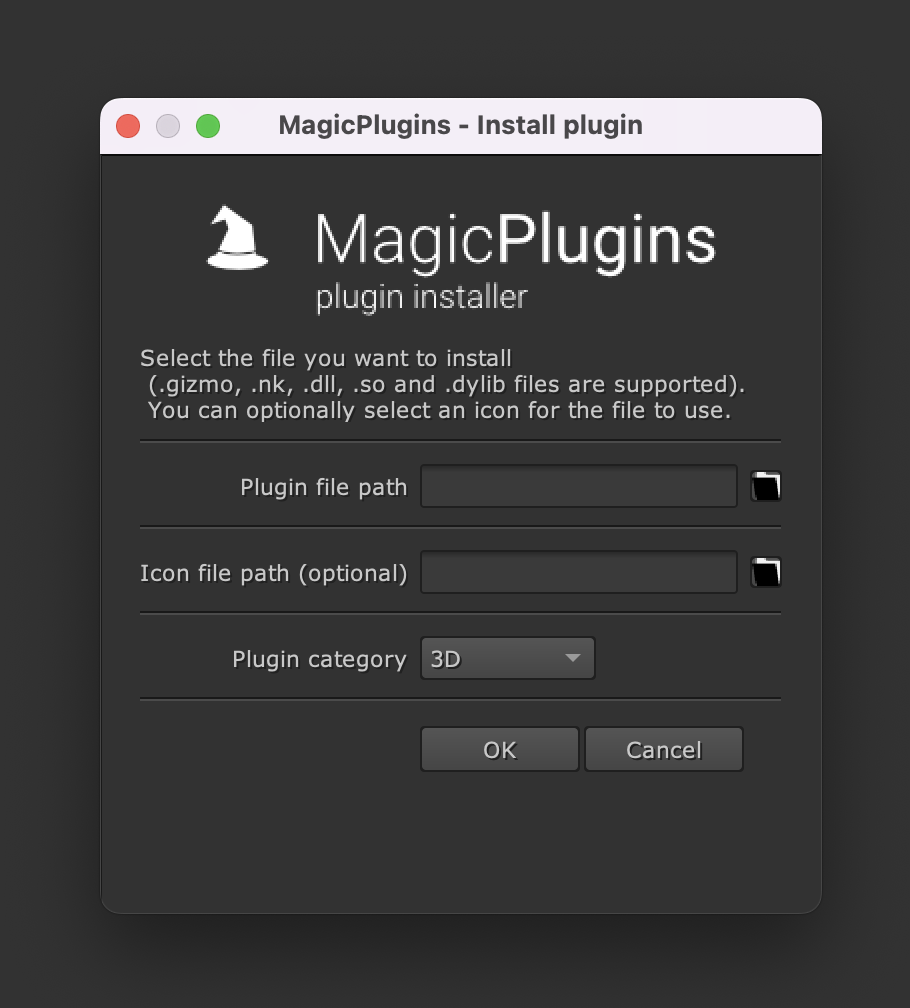 MagicPlugins - Install plugin
MagicPlugins
plugin installer
Select the file you want to install
(.gizmo, .nk, .dll, .so and .dylib files are supported).
You can optionally select an icon for the file to use.
Plugin file path
Icon file path (optional)
Plugin category 3D
OK Cancel